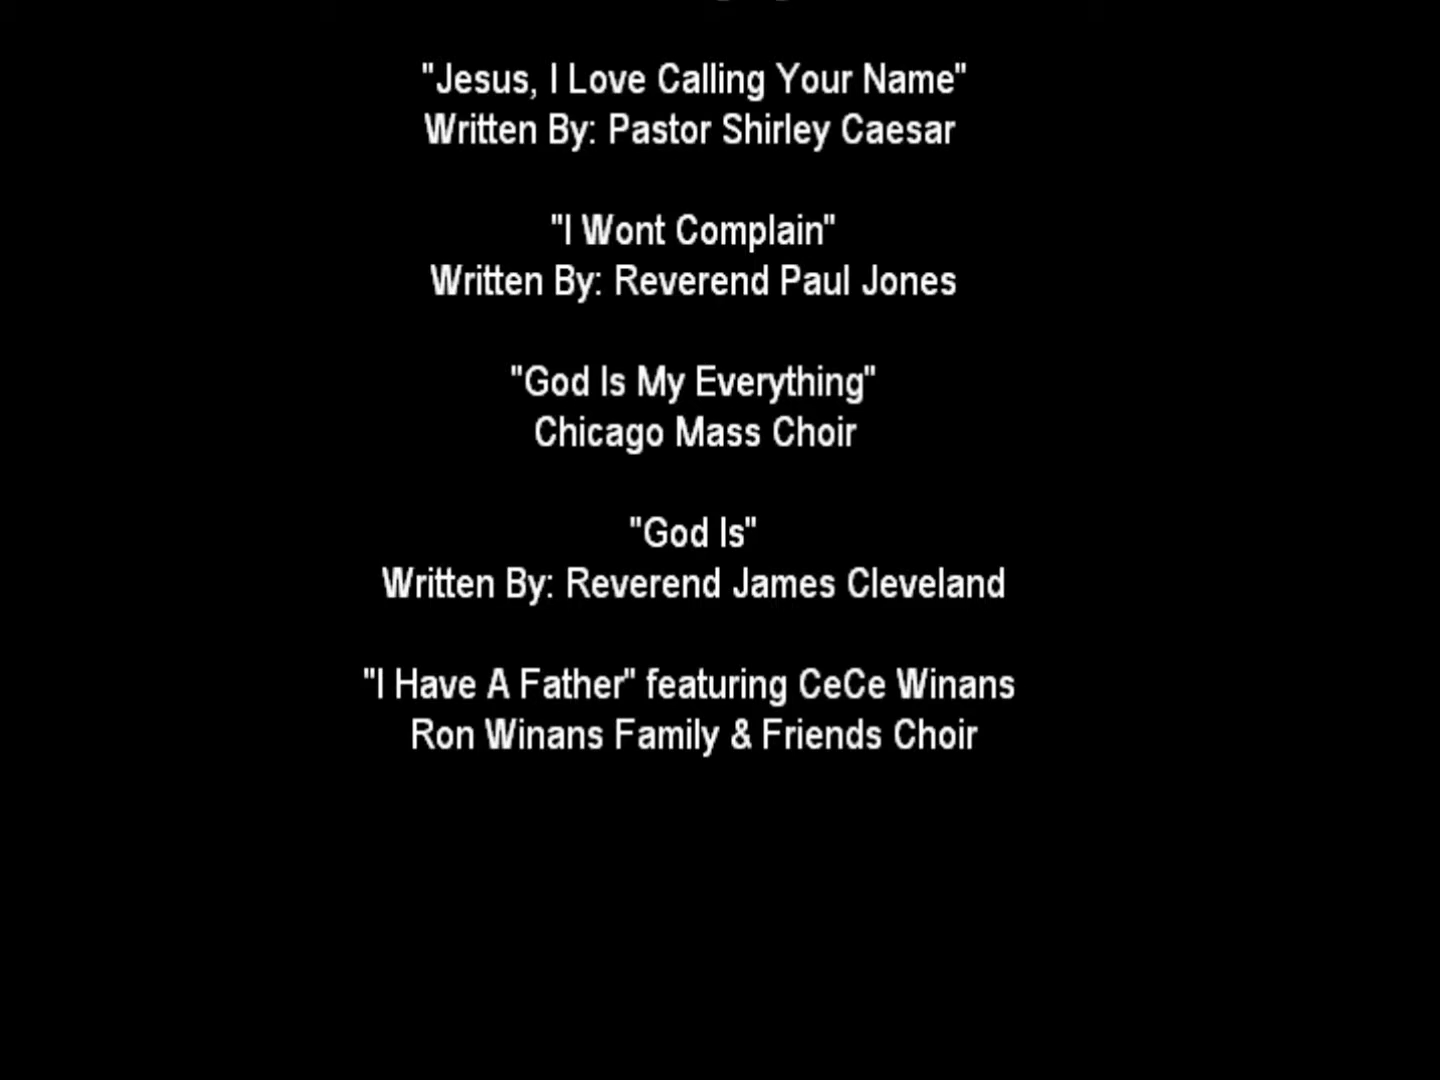 "Jesus, I Love Calling Your Name"
Written By: Pastor Shirley Caesar
"I Wont Complain"
Written By: Reverend Paul Jones
"God Is My Everything"
Chicago Mass Choir
"God Is"
Written By: Reverend James Cleveland
"I Have A Father" featuring CeCe Winans
Ron Winans Family & Friends Choir